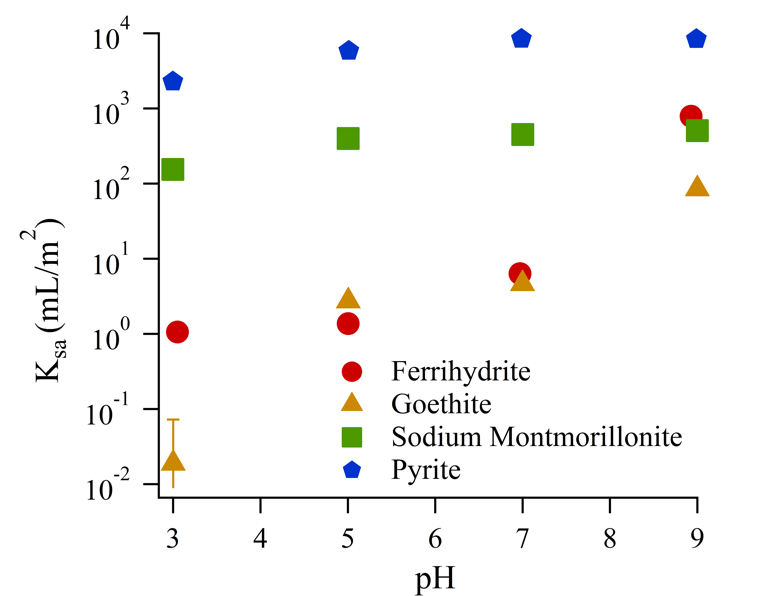 10^4
10^3
10^2
10^1
10^0
10^-1
10^-2
K_sa (mL/m^2)
Ferrihydrite
Goethite
Sodium Montmorillonite
Pyrite
3 4 5 6 7 8 9
pH